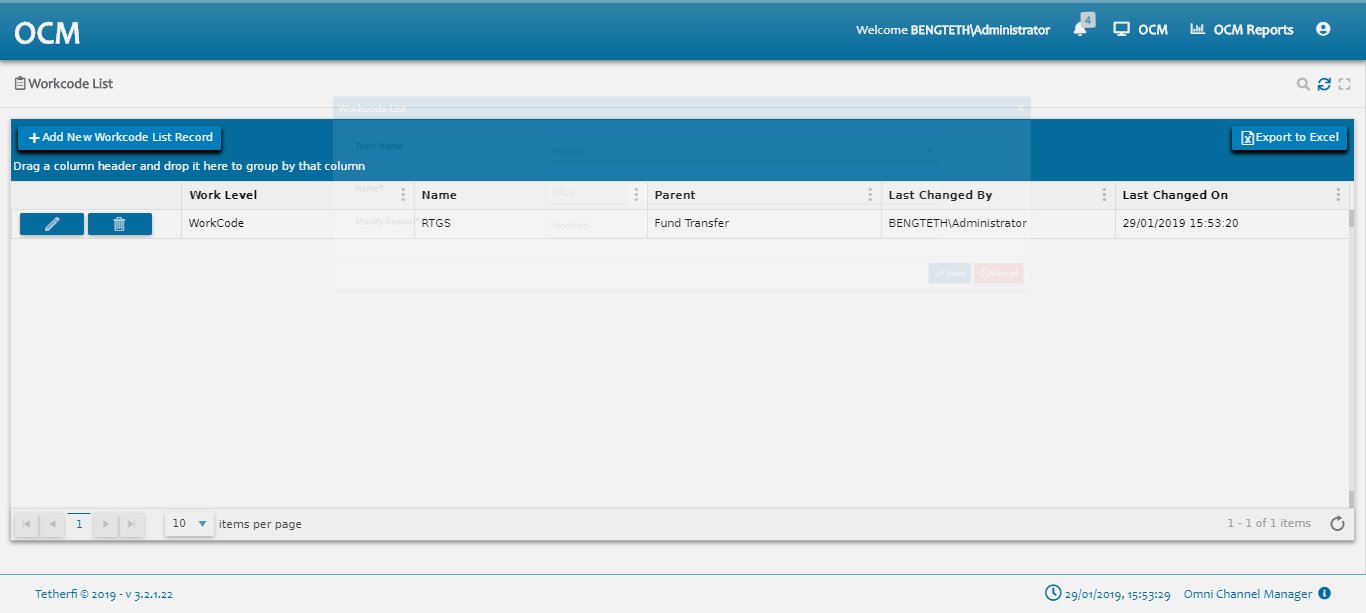 OCM
Welcome BENGTETH\Administrator
4
OCM
OCM Reports
Workcode List
Workcode List
Add New Workcode List Record
Export to Excel
Team Name
Product
Drag a column header and drop it here to group by that column
Work Level Name Parent Last Changed By Last Changed On
Name*
RTGS
WorkCode RTGS Fund Transfer BENGTETH\Administrator 29/01/2019 15:53:20
Modify Reason*
Modified
Save
Cancel
1
10
items per page
1 - 1 of 1 items
Tetherfi © 2019 - v 3.2.1.22
29/01/2019, 15:53:29
Omni Channel Manager